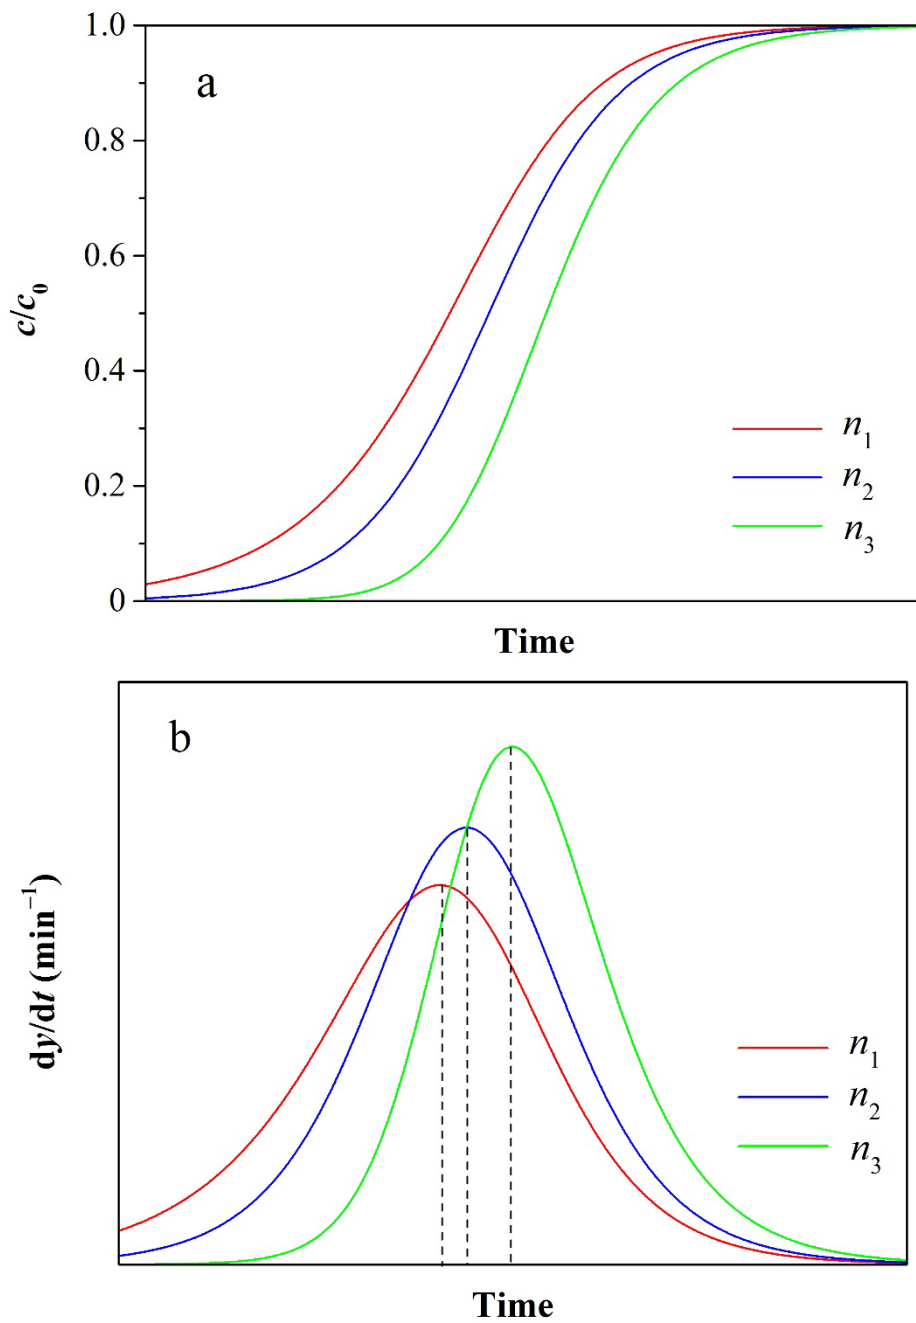 a
1.0
0.8
0.6
0.4
0.2
0
c/c₀
n₁
n₂
n₃
Time
b
dy/dt (min⁻¹)
n₁
n₂
n₃
Time